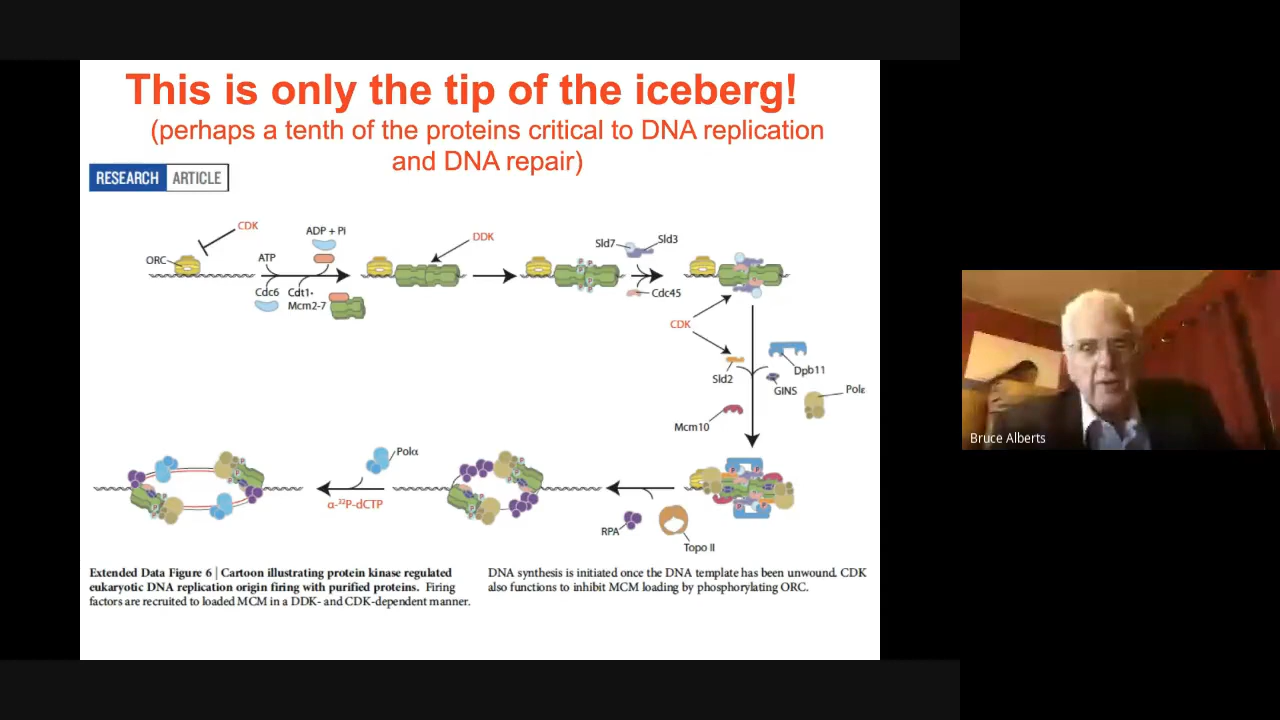 This is only the tip of the iceberg!
(perhaps a tenth of the proteins critical to DNA replication
and DNA repair)
RESEARCH ARTICLE
CDK
ORC
ATP
ADP + Pi
Cdc6
Cdt1•
Mcm2-7
DDK
Sld7
Sld3
Cdc45
CDK
Sld2
Dpb11
GINS
Polε
Mcm10
RPA
Topo II
Polα
α-³²P-dCTP
Extended Data Figure 6 | Cartoon illustrating protein kinase regulated
eukaryotic DNA replication origin firing with purified proteins. Firing
factors are recruited to loaded MCM in a DDK- and CDK-dependent manner.
DNA synthesis is initiated once the DNA template has been unwound. CDK
also functions to inhibit MCM loading by phosphorylating ORC.
Bruce Alberts